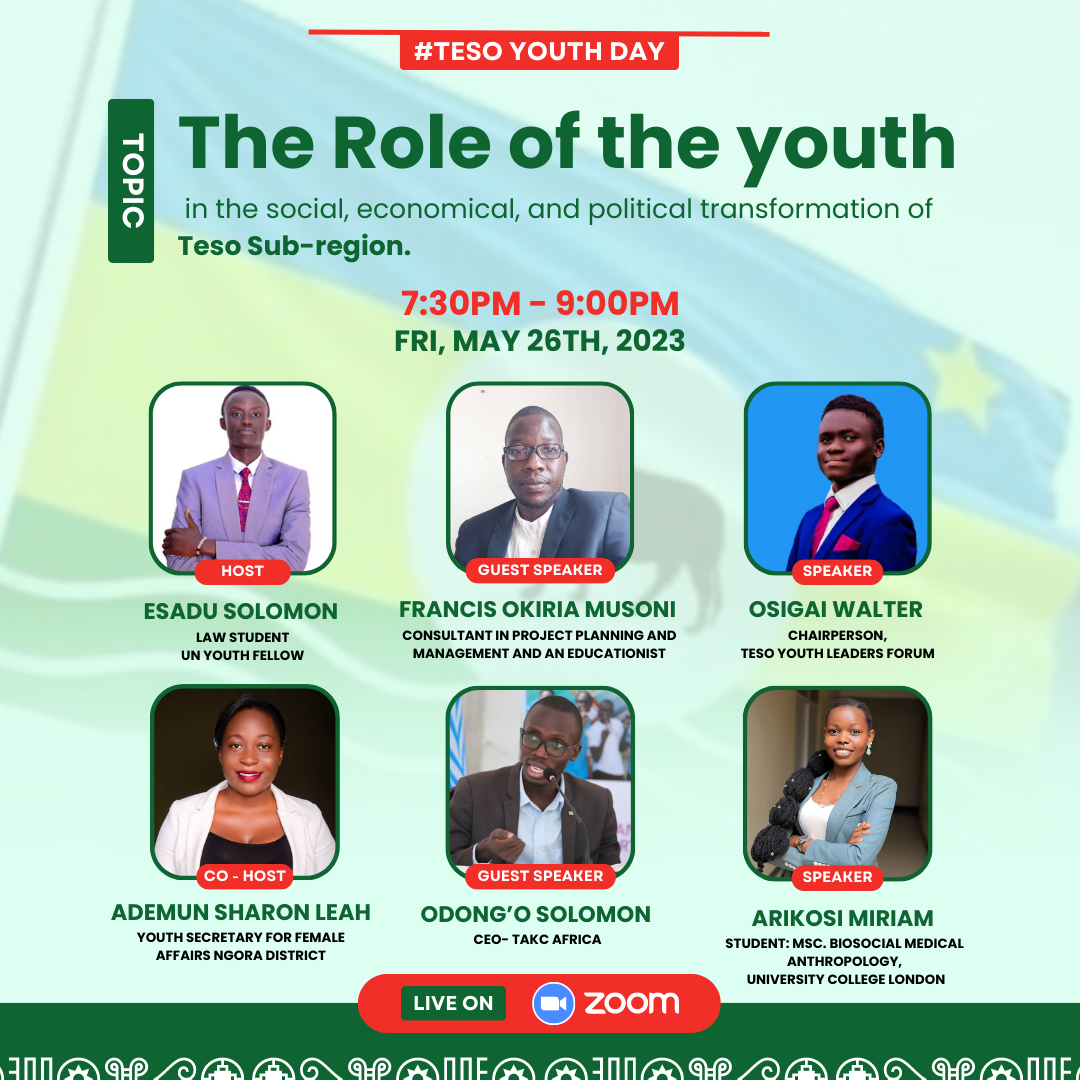 #TESO YOUTH DAY
TOPIC
The Role of the youth
in the social, economical, and political transformation of
Teso Sub-region.
7:30PM - 9:00PM
FRI, MAY 26TH, 2023
HOST
ESADU SOLOMON
LAW STUDENT
UN YOUTH FELLOW
GUEST SPEAKER
FRANCIS OKIRIA MUSONI
CONSULTANT IN PROJECT PLANNING AND
MANAGEMENT AND AN EDUCATIONIST
SPEAKER
OSIGAI WALTER
CHAIRPERSON,
TESO YOUTH LEADERS FORUM
CO - HOST
ADEMUN SHARON LEAH
YOUTH SECRETARY FOR FEMALE
AFFAIRS NGORA DISTRICT
GUEST SPEAKER
ODONG’O SOLOMON
CEO- TAKC AFRICA
SPEAKER
ARIKOSI MIRIAM
STUDENT: MSC. BIOSOCIAL MEDICAL
ANTHROPOLOGY,
UNIVERSITY COLLEGE LONDON
LIVE ON
zoom